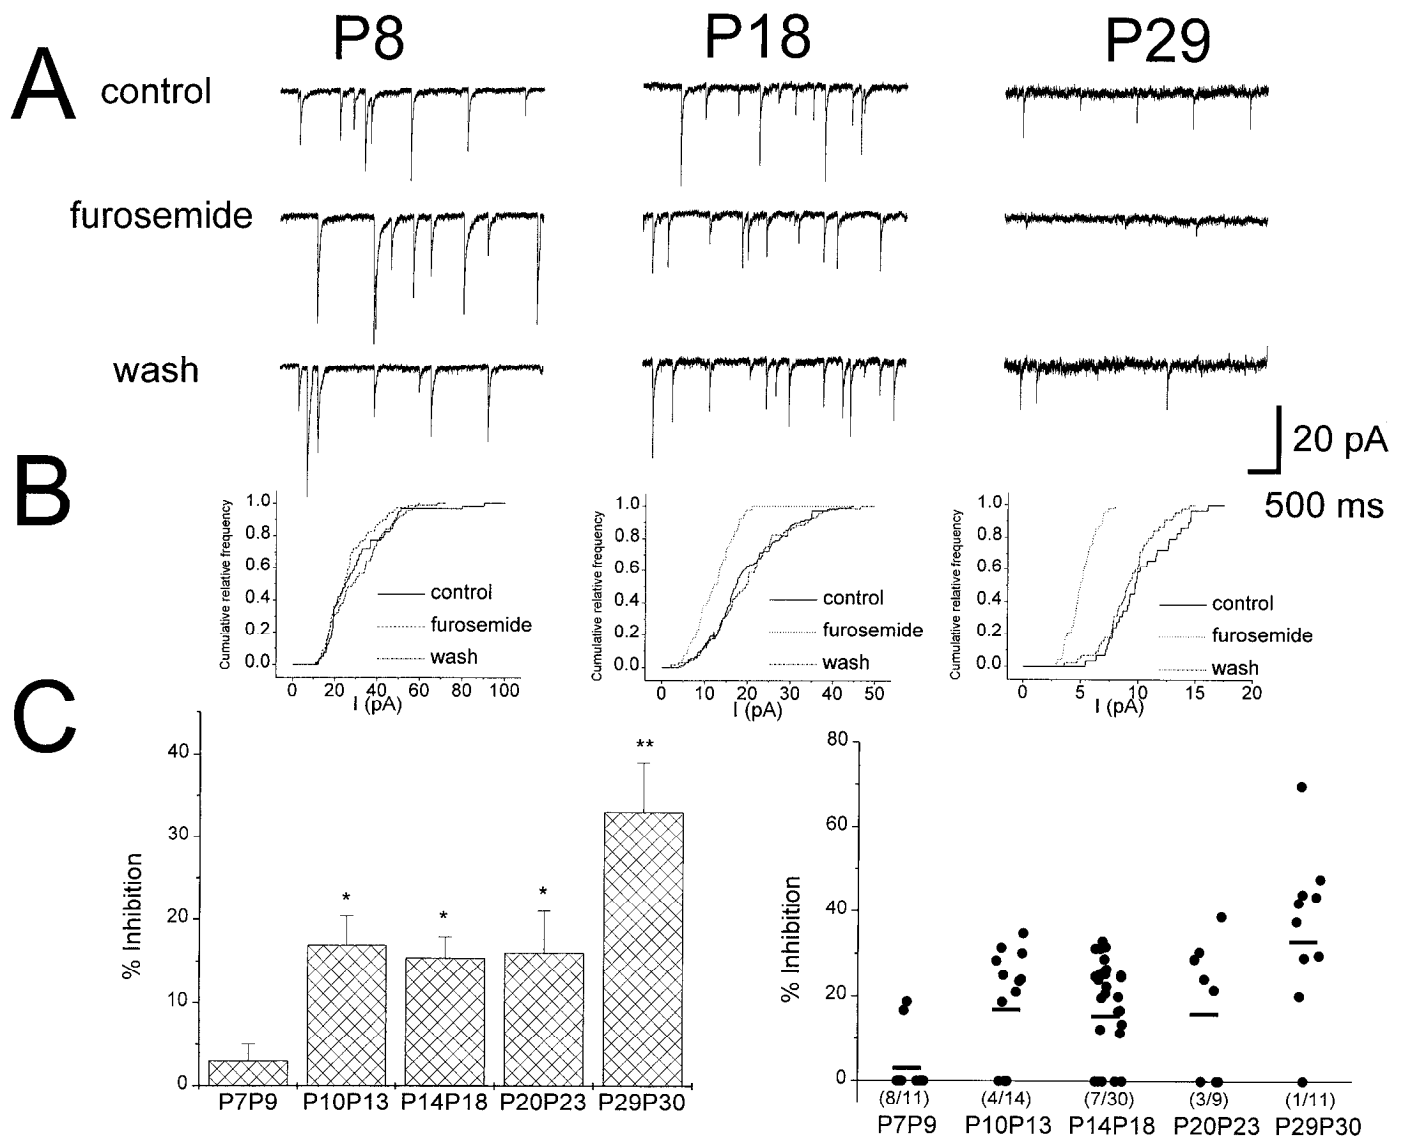 P8 P18 P29
A
control
furosemide
wash
20 pA
500 ms
B
Cumulative relative frequency
1.0
0.8
0.6
0.4
0.2
0.0
control
furosemide
wash
0 20 40 60 80 100
I (pA)
Cumulative relative frequency
1.0
0.8
0.6
0.4
0.2
0.0
control
furosemide
wash
0 10 20 30 40 50
I (pA)
Cumulative relative frequency
1.0
0.8
0.6
0.4
0.2
0.0
control
furosemide
wash
0 5 10 15 20
I (pA)
C
% Inhibition
40
30
20
10
0
* * * **
P7P9 P10P13 P14P18 P20P23 P29P30
% Inhibition
80
60
40
20
0
(8/11) (4/14) (7/30) (3/9) (1/11)
P7P9 P10P13 P14P18 P20P23 P29P30